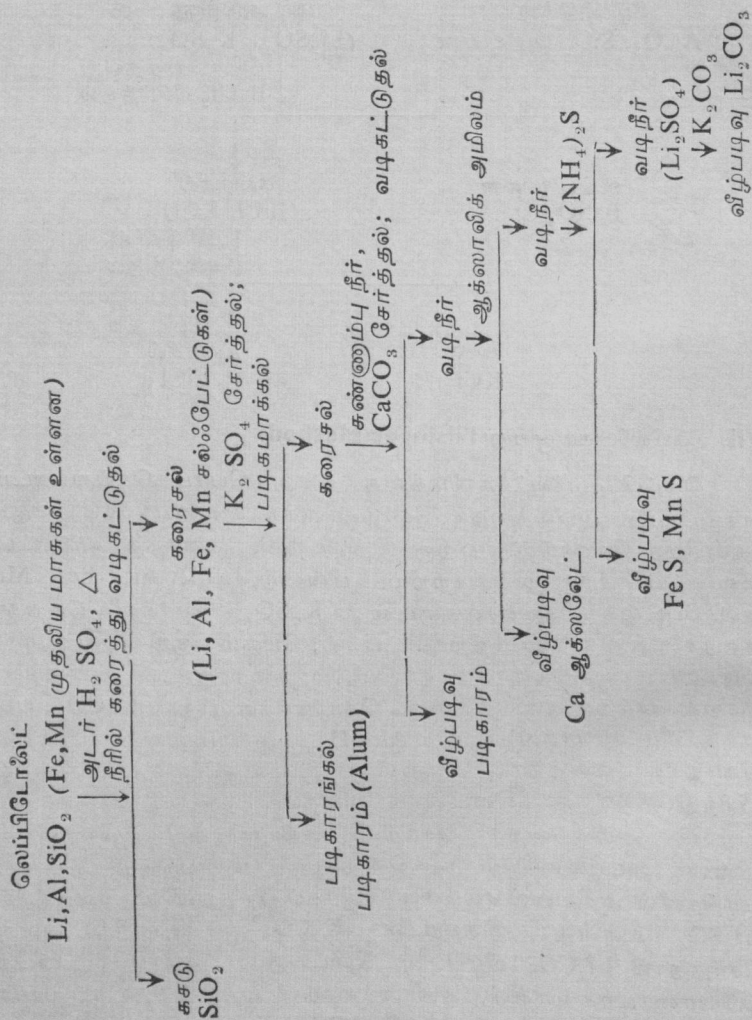 லெப்பிடோலைட்
Li,Al,SiO₂ (Fe,Mn முதலிய மாசுகள் உள்ளன)
அடர் H₂ SO₄, △
நீரில் கரைத்து வடிகட்டுதல்
கசடு
SiO₂
கரைசல்
(Li, Al, Fe, Mn சல்ஃபேட்டுகள்)
K₂ SO₄ சேர்த்தல்;
படிகமாக்கல்
படிகாரங்கல்
படிகாரம் (Alum)
கரைசல்
சுண்ணாம்பு நீர்,
CaCO₃ சேர்த்தல்; வடிகட்டுதல்
வீழ்படிவு
படிகாரம்
வடிநீர்
ஆக்ஸாலிக் அமிலம்
வீழ்படிவு
Ca ஆக்ஸலேட்
வடிநீர்
(NH₄)₂S
வீழ்படிவு
Fe S, Mn S
வடிநீர்
(Li₂SO₄)
K₂CO₃
வீழ்படிவு Li₂CO₃